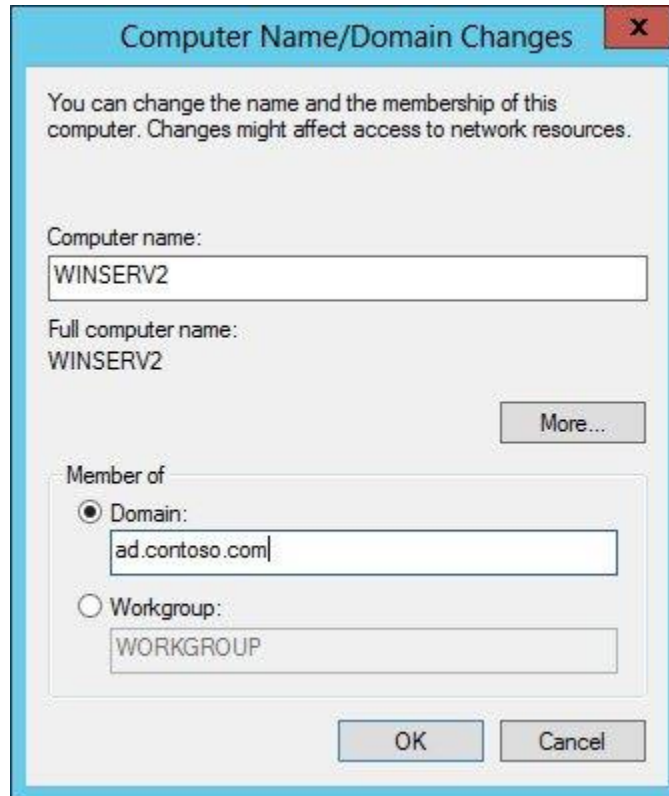 Computer Name/Domain Changes
x
You can change the name and the membership of this
computer. Changes might affect access to network resources.
Computer name:
WINSERV2
Full computer name:
WINSERV2
More...
Member of
Domain:
ad.contoso.com
Workgroup:
WORKGROUP
OK Cancel